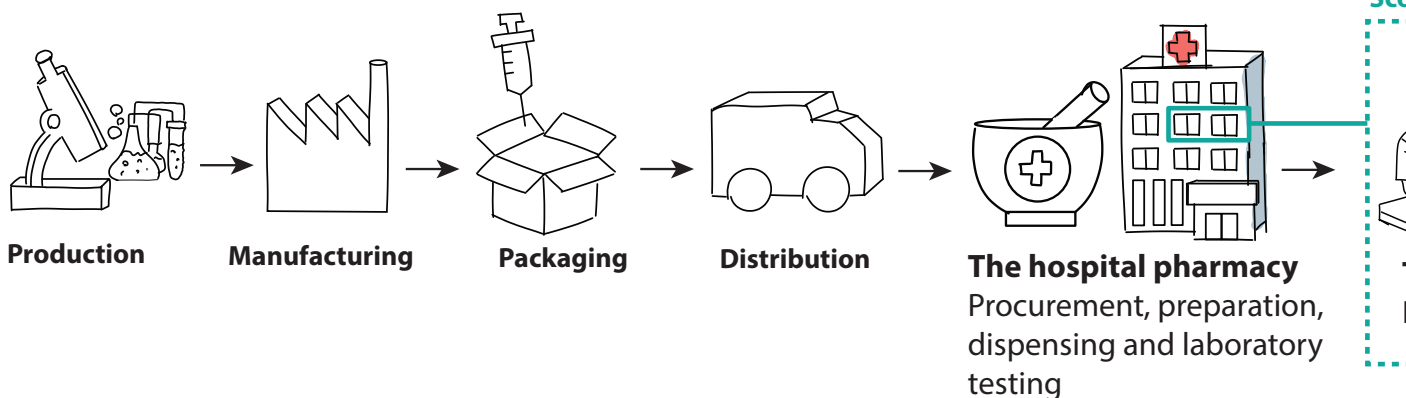 Production
Manufacturing
Packaging
Distribution
The hospital pharmacy
Procurement, preparation,
dispensing and laboratory
testing